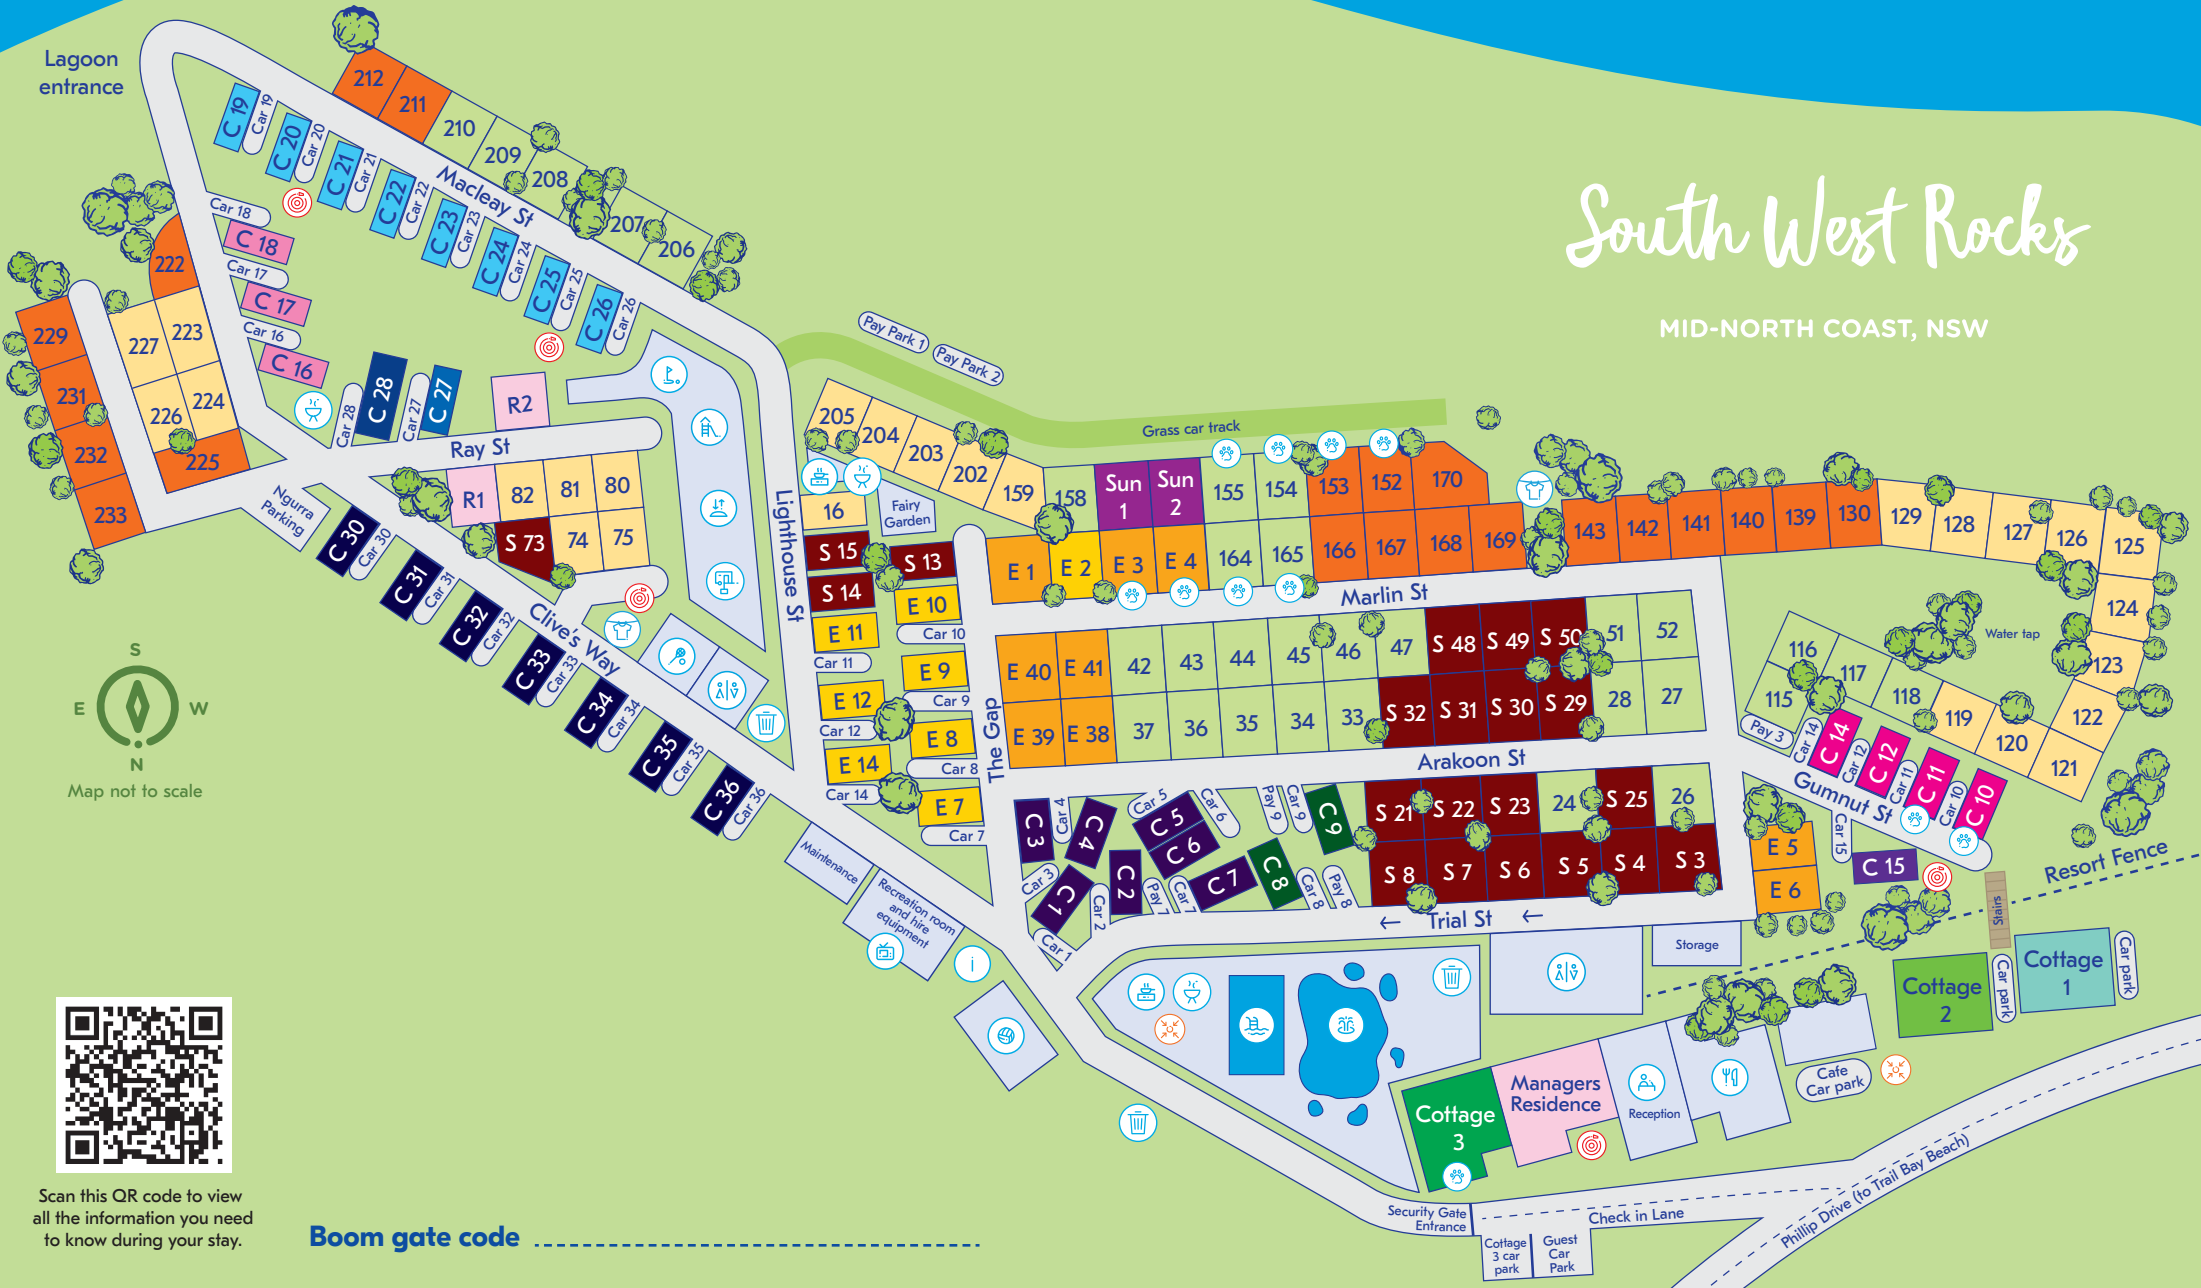 Lagoon
entrance
South West Rocks
MID-NORTH COAST, NSW
212
211
210
209
208
207
206
Macleay St
C 19
Car 19
C 20
Car 20
C 21
Car 21
C 22
Car 22
C 23
Car 23
C 24
Car 24
C 25
Car 25
C 26
Car 26
Car 18
C 18
Car 17
C 17
Car 16
C 16
222
223
227
224
226
225
229
231
232
233
Car 28
C 28
Car 27
C 27
R2
Ray St
R1
82
81
80
S 73
74
75
Ngurra
Parking
C 30
Car 30
C 31
Car 31
C 32
Car 32
C 33
Car 33
C 34
Car 34
C 35
Car 35
C 36
Car 36
Clive's Way
Lighthouse St
Pay Park 1
Pay Park 2
Grass car track
205
204
203
202
159
158
Sun
1
Sun
2
155
154
153
152
170
16
Fairy
Garden
S 15
S 13
S 14
E 10
E 11
Car 10
Car 11
E 9
E 12
Car 9
Car 12
E 8
E 14
Car 8
Car 14
E 7
Car 7
The Gap
E 1
E 2
E 3
E 4
164
165
166
167
168
169
143
142
141
140
139
130
129
128
127
126
125
124
123
122
121
120
119
118
117
116
115
Water tap
Marlin St
E 40
E 41
42
43
44
45
46
47
S 48
S 49
S 50
51
52
E 39
E 38
37
36
35
34
33
S 32
S 31
S 30
S 29
28
27
Arakoon St
Pay 3
Car 14
C 14
Car 12
C 12
Car 11
C 11
Car 10
C 10
Gumnut St
Car 15
C 15
E 5
E 6
Resort Fence
Stairs
C 3
Car 4
C 4
Car 5
C 5
Car 6
C 6
Pay 9
Car 9
C 9
Car 3
C 1
Car 2
C 2
Pay 7
Car 7
C 7
C 8
Car 8
Pay 8
Car 1
S 21
S 22
S 23
24
S 25
26
S 8
S 7
S 6
S 5
S 4
S 3
← Trial St ←
Storage
Maintenance
Recreation room
and hire
equipment
i
S
E
W
N
Map not to scale
Cottage
1
Car park
Cottage
2
Car park
Cafe
Car park
Cottage
3
Managers
Residence
Reception
Security Gate
Entrance
Check in Lane
Cottage
3 car
park
Guest
Car
Park
Phillip Drive (to Trail Bay Beach)
Scan this QR code to view
all the information you need
to know during your stay.
Boom gate code